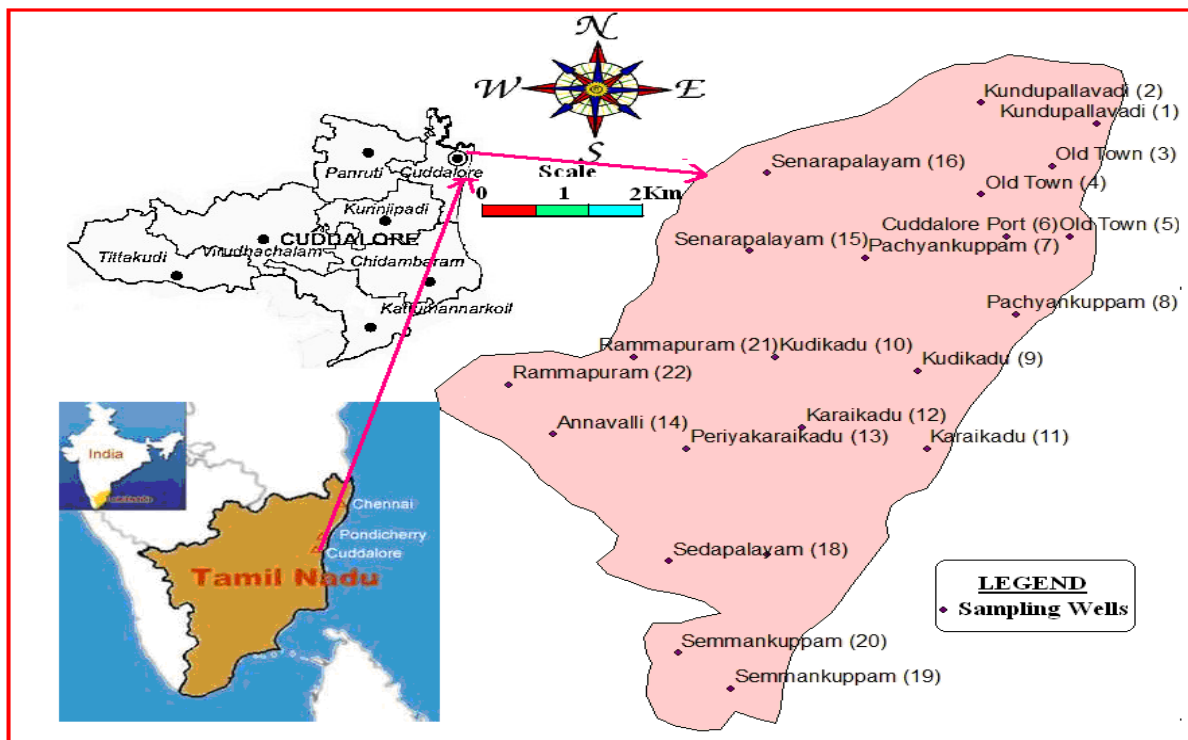 N
W
E
S
Scale
0 1 2Km
Panruti
Cuddalore
Kurinjipadi
CUDDALORE
Virudhachalam
Tittakudi
Chidambaram
Kattumannarkoil
India
Chennai
Pondicherry
Cuddalore
Tamil Nadu
Kundupallavadi (2)
Kundupallavadi (1)
Old Town (3)
Senarapalayam (16)
Old Town (4)
Cuddalore Port (6)
Old Town (5)
Senarapalayam (15)
Pachyankuppam (7)
Pachyankuppam (8)
Rammapuram (21)
Kudikadu (10)
Kudikadu (9)
Rammapuram (22)
Karaikadu (12)
Annavalli (14)
Periyakaraikadu (13)
Karaikadu (11)
Sedapalayam (18)
Semmankuppam (20)
Semmankuppam (19)
LEGEND
Sampling Wells